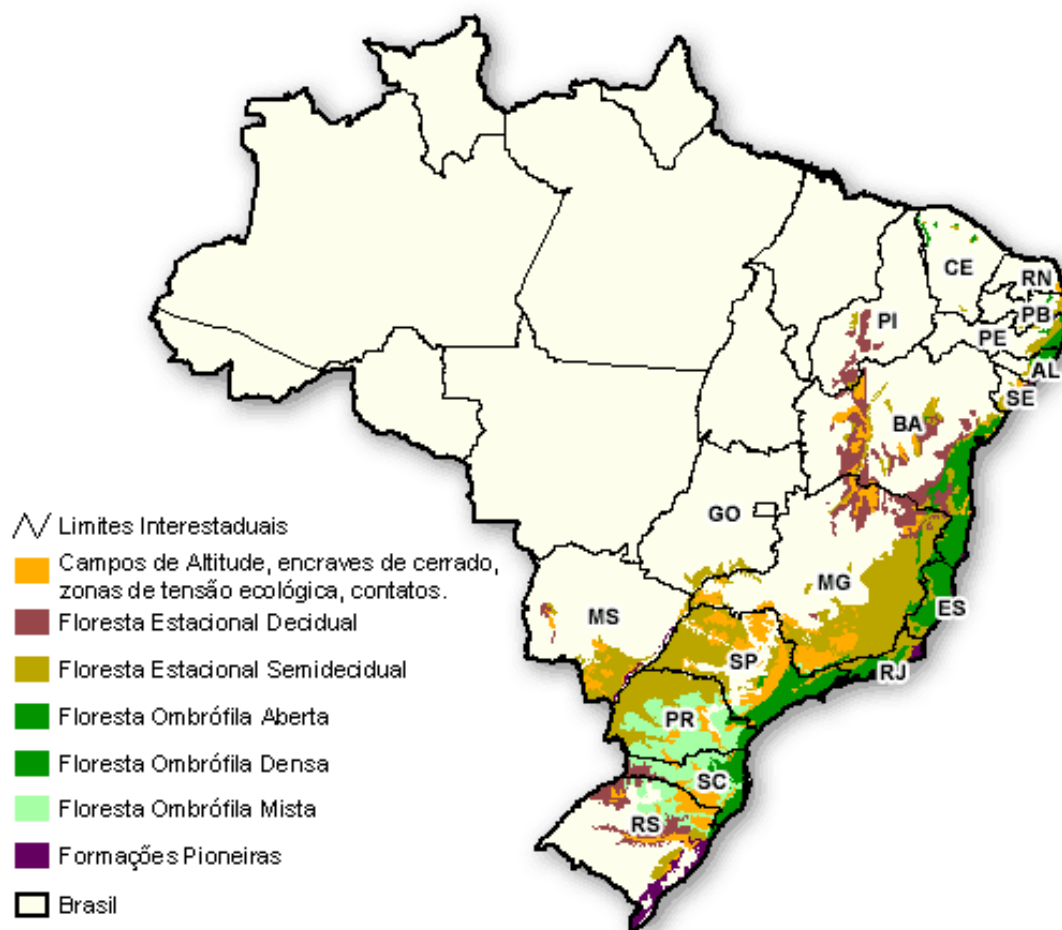 CE
RN
PI
PB
PE
AL
SE
BA
GO
Limites Interestaduais
Campos de Altitude, encraves de cerrado,
zonas de tensão ecológica, contatos.
MG
ES
MS
Floresta Estacional Decidual
Floresta Estacional Semidecidual
SP
RJ
Floresta Ombrófila Aberta
PR
Floresta Ombrófila Densa
SC
Floresta Ombrófila Mista
RS
Formações Pioneiras
Brasil